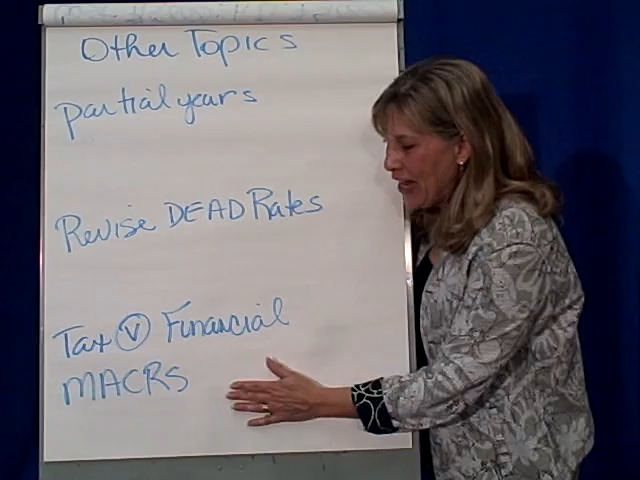 Other Topics
Partial years
Revise DEAD Rates
Tax V Financial
MACRS